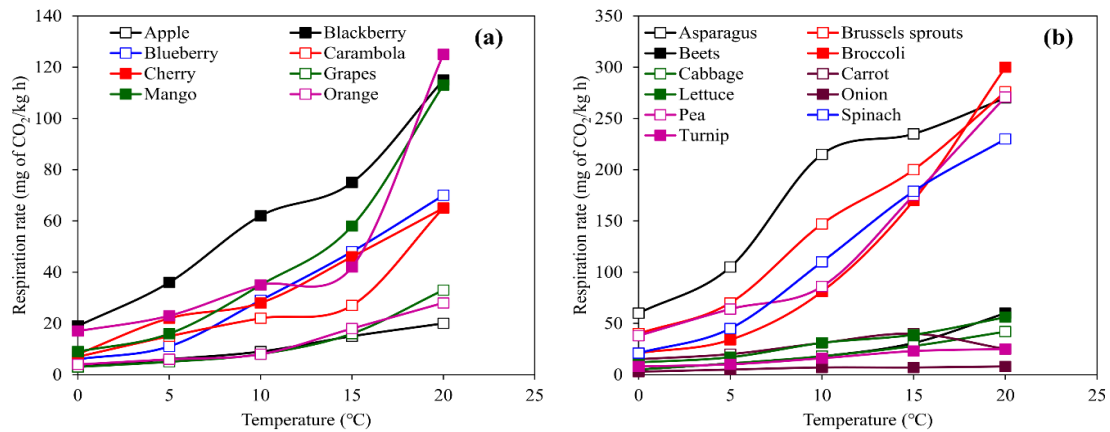 Respiration rate (mg of CO2/kg h)
140
120
100
80
60
40
20
0
Apple Blackberry
Blueberry Carambola
Cherry Grapes
Mango Orange
(a)
0 5 10 15 20 25
Temperature (°C)
Respiration rate (mg of CO2/kg h)
350
300
250
200
150
100
50
0
Asparagus Brussels sprouts
Beets Broccoli
Cabbage Carrot
Lettuce Onion
Pea Spinach
Turnip
(b)
0 5 10 15 20 25
Temperature (°C)